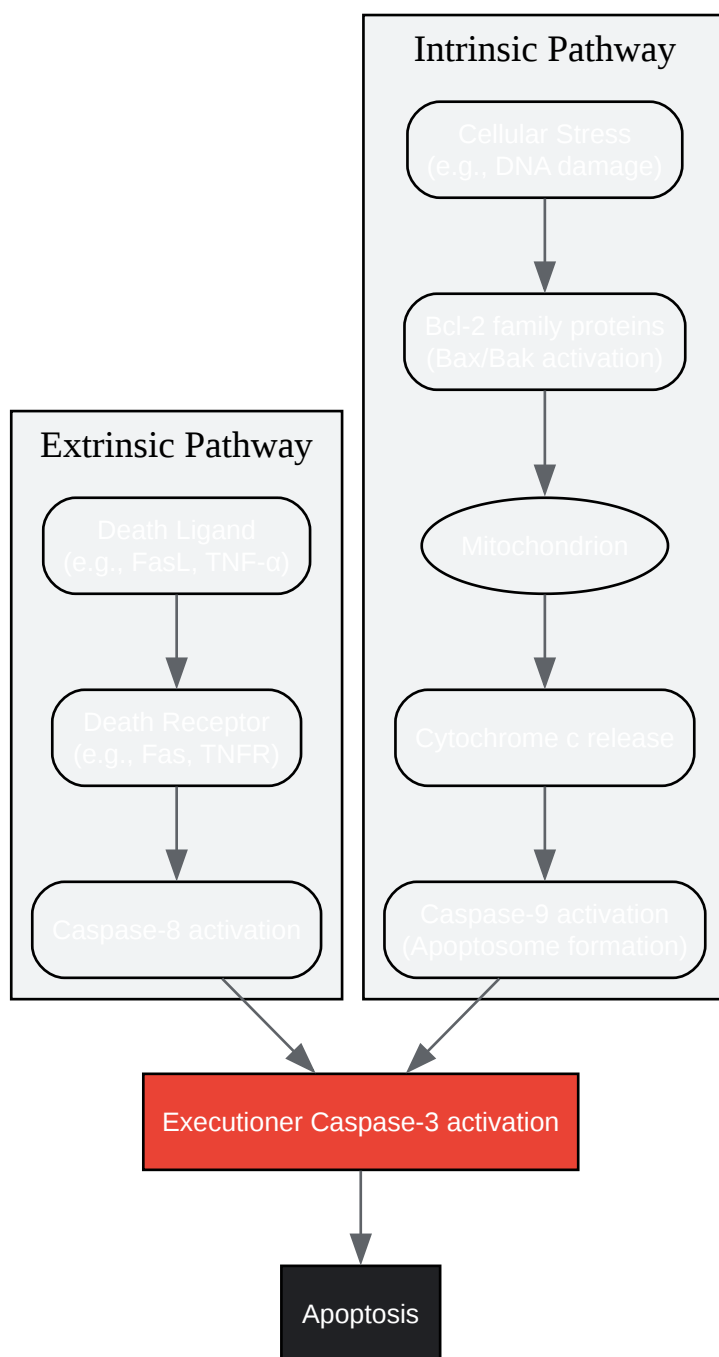 Intrinsic Pathway
Cellular Stress
(e.g., DNA damage)
Bcl-2 family proteins
(Bax/Bak activation)
Mitochondrion
Cytochrome c release
Caspase-9 activation
(Apoptosome formation)
Extrinsic Pathway
Death Ligand
(e.g., FasL, TNF-α)
Death Receptor
(e.g., Fas, TNFR)
Caspase-8 activation
Executioner Caspase-3 activation
Apoptosis